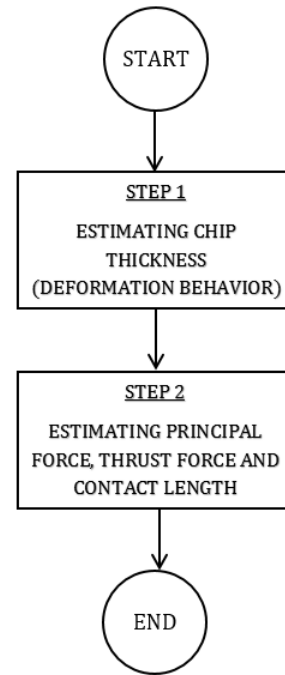 START
STEP 1
ESTIMATING CHIP
THICKNESS
(DEFORMATION BEHAVIOR)
STEP 2
ESTIMATING PRINCIPAL
FORCE, THRUST FORCE AND
CONTACT LENGTH
END